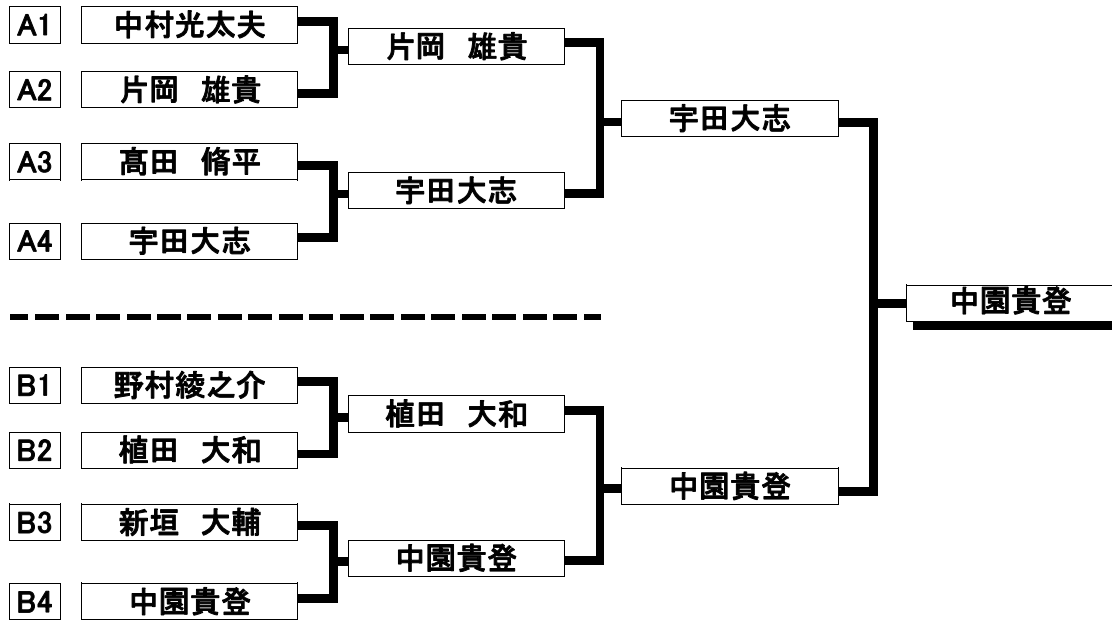 A1 中村光太夫
片岡　雄貴
A2 片岡　雄貴
宇田大志
A3 髙田　脩平
宇田大志
A4 宇田大志
中園貴登
B1 野村綾之介
植田　大和
B2 植田　大和
中園貴登
B3 新垣　大輔
中園貴登
B4 中園貴登